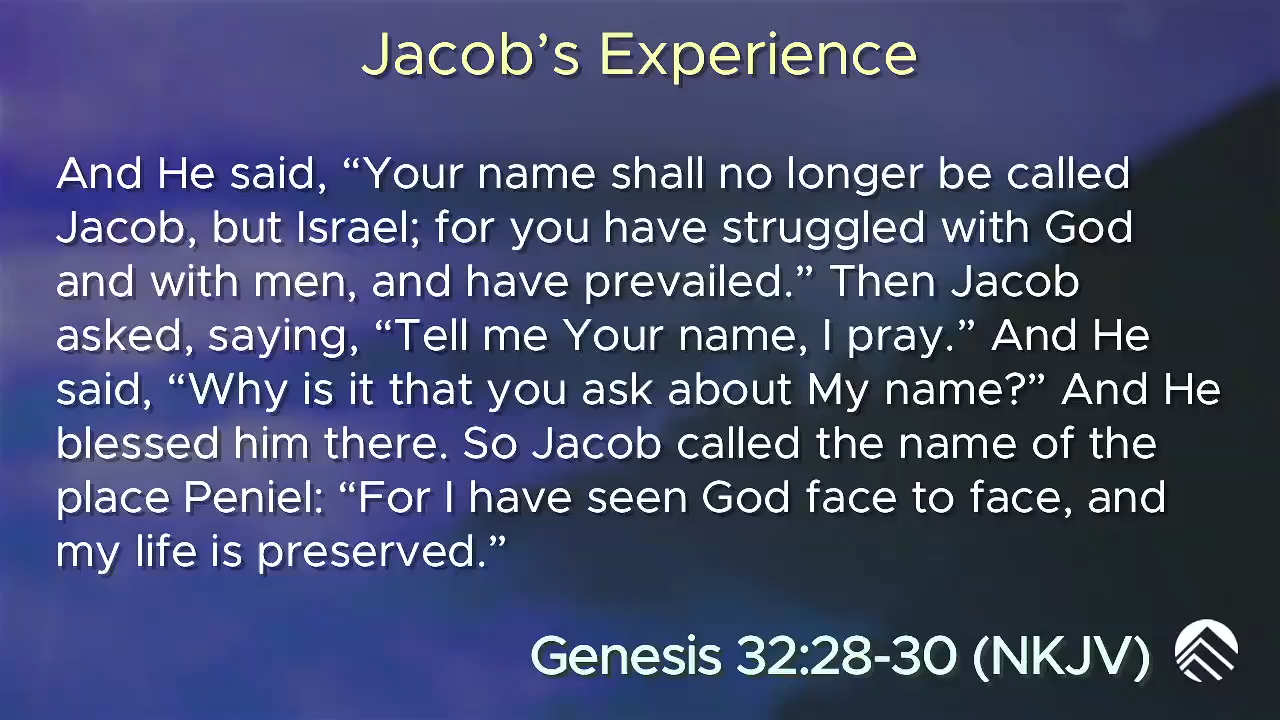 Jacob’s Experience
And He said, “Your name shall no longer be called
Jacob, but Israel; for you have struggled with God
and with men, and have prevailed.” Then Jacob
asked, saying, “Tell me Your name, I pray.” And He
said, “Why is it that you ask about My name?” And He
blessed him there. So Jacob called the name of the
place Peniel: “For I have seen God face to face, and
my life is preserved.”
Genesis 32:28-30 (NKJV)